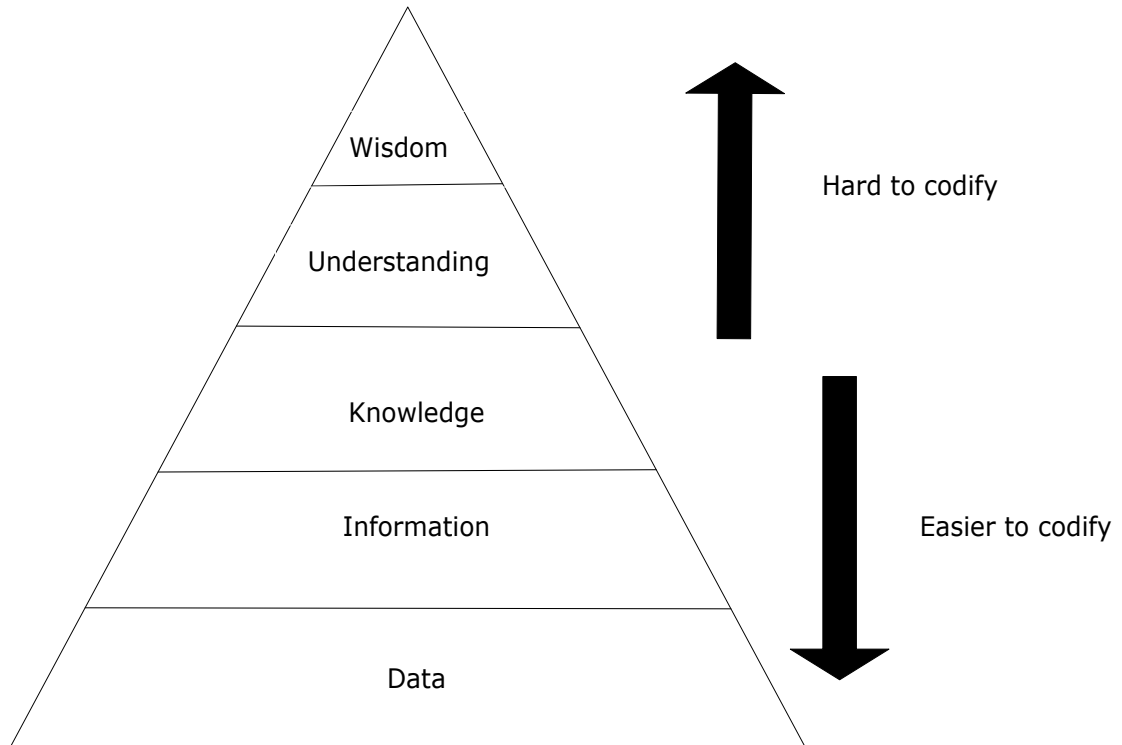 Wisdom
Hard to codify
Understanding
Knowledge
Information
Easier to codify
Data